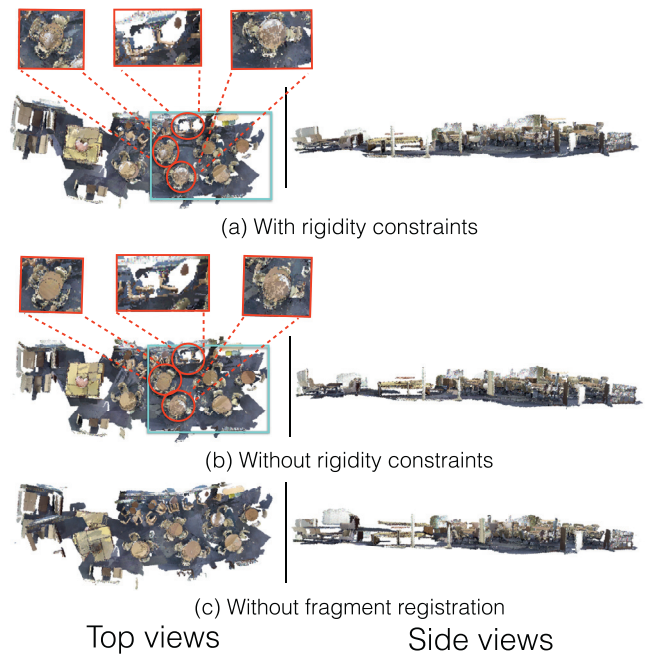 (a) With rigidity constraints
(b) Without rigidity constraints
(c) Without fragment registration
Top views
Side views